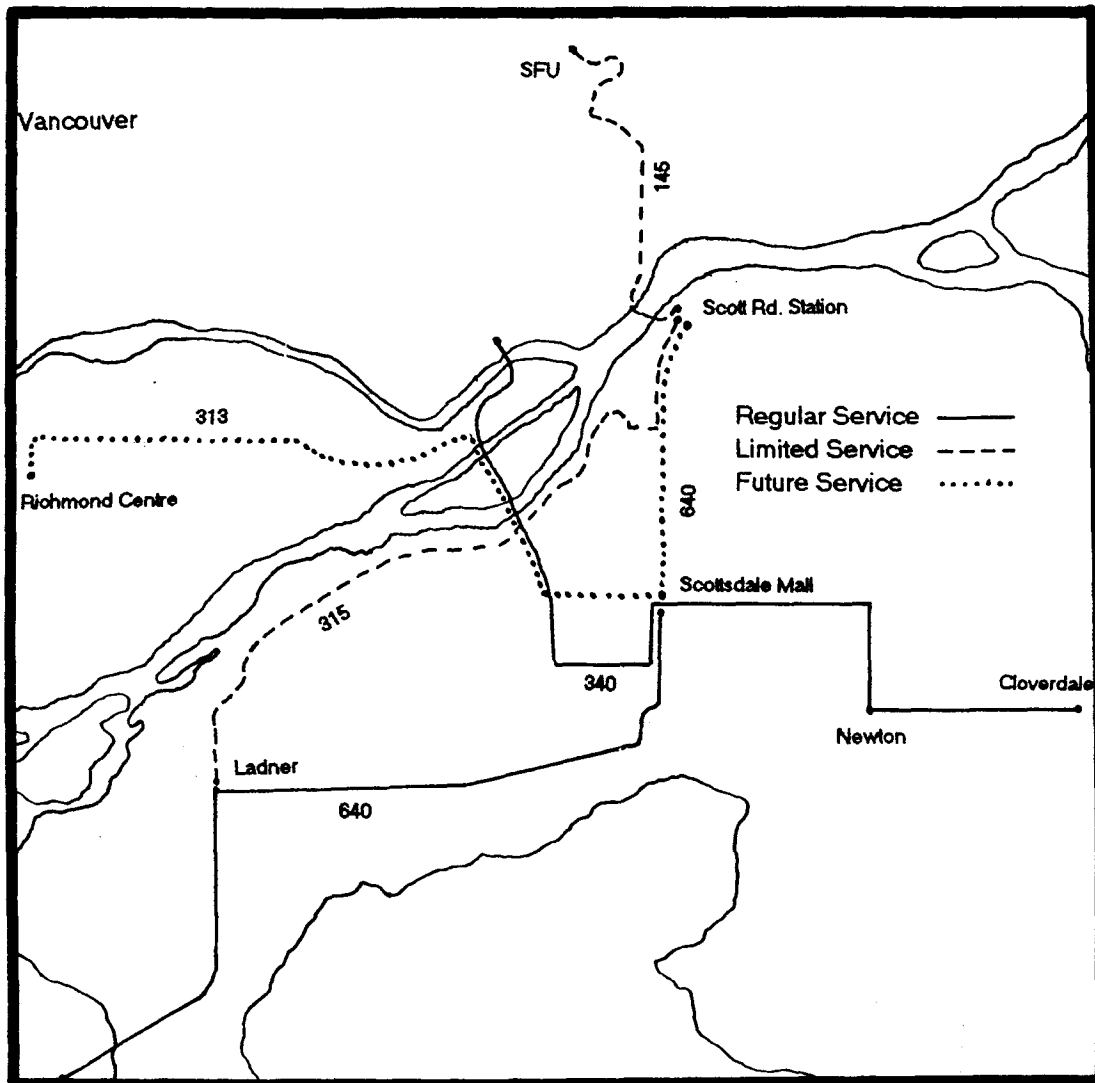 SFU
Vancouver
145
Scott Rd. Station
313
Regular Service
Limited Service
Richmond Centre
Future Service
640
Scottsdale Mall
315
340
Cloverdale
Newton
Ladner
640